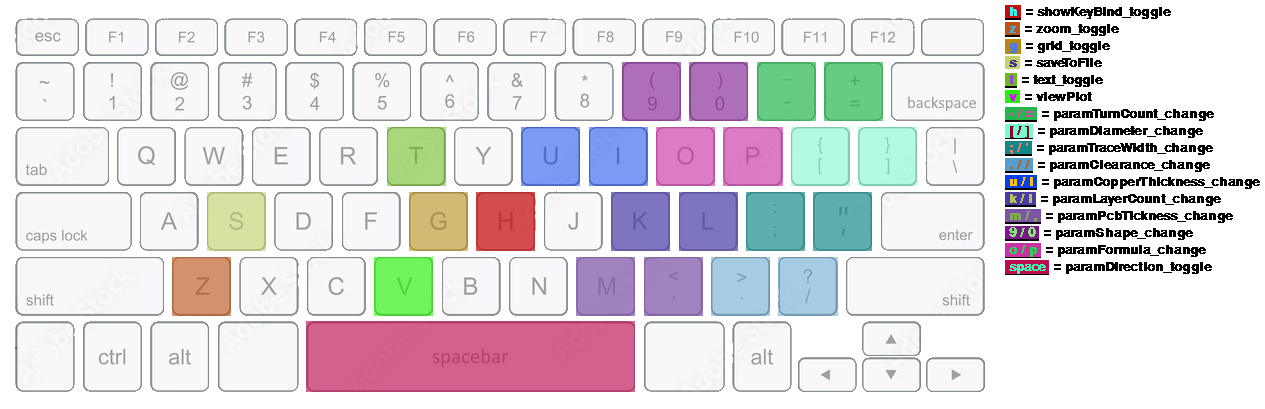 esc F1 F2 F3 F4 F5 F6 F7 F8 F9 F10 F11 F12
~ ! @ # $ % ^ & * ( ) _ +
` 1 2 3 4 5 6 7 8 9 0 - = backspace
tab Q W E R T Y U I O P { } |
[ ] \
caps lock A S D F G H J K L : " enter
; '
shift Z X C V B N M < > ? shift
, . /
ctrl alt spacebar alt ▲
◄ ▼ ►
h = showKeyBind_toggle
z = zoom_toggle
g = grid_toggle
s = saveToFile
t = text_toggle
v = viewPlot
- / = = paramTurnCount_change
[ / ] = paramDiameter_change
; / ' = paramTraceWidth_change
. / / = paramClearance_change
u / i = paramCopperThickness_change
k / l = paramLayerCount_change
m / , = paramPcbTickness_change
9 / 0 = paramShape_change
o / p = paramFormula_change
space = paramDirection_toggle